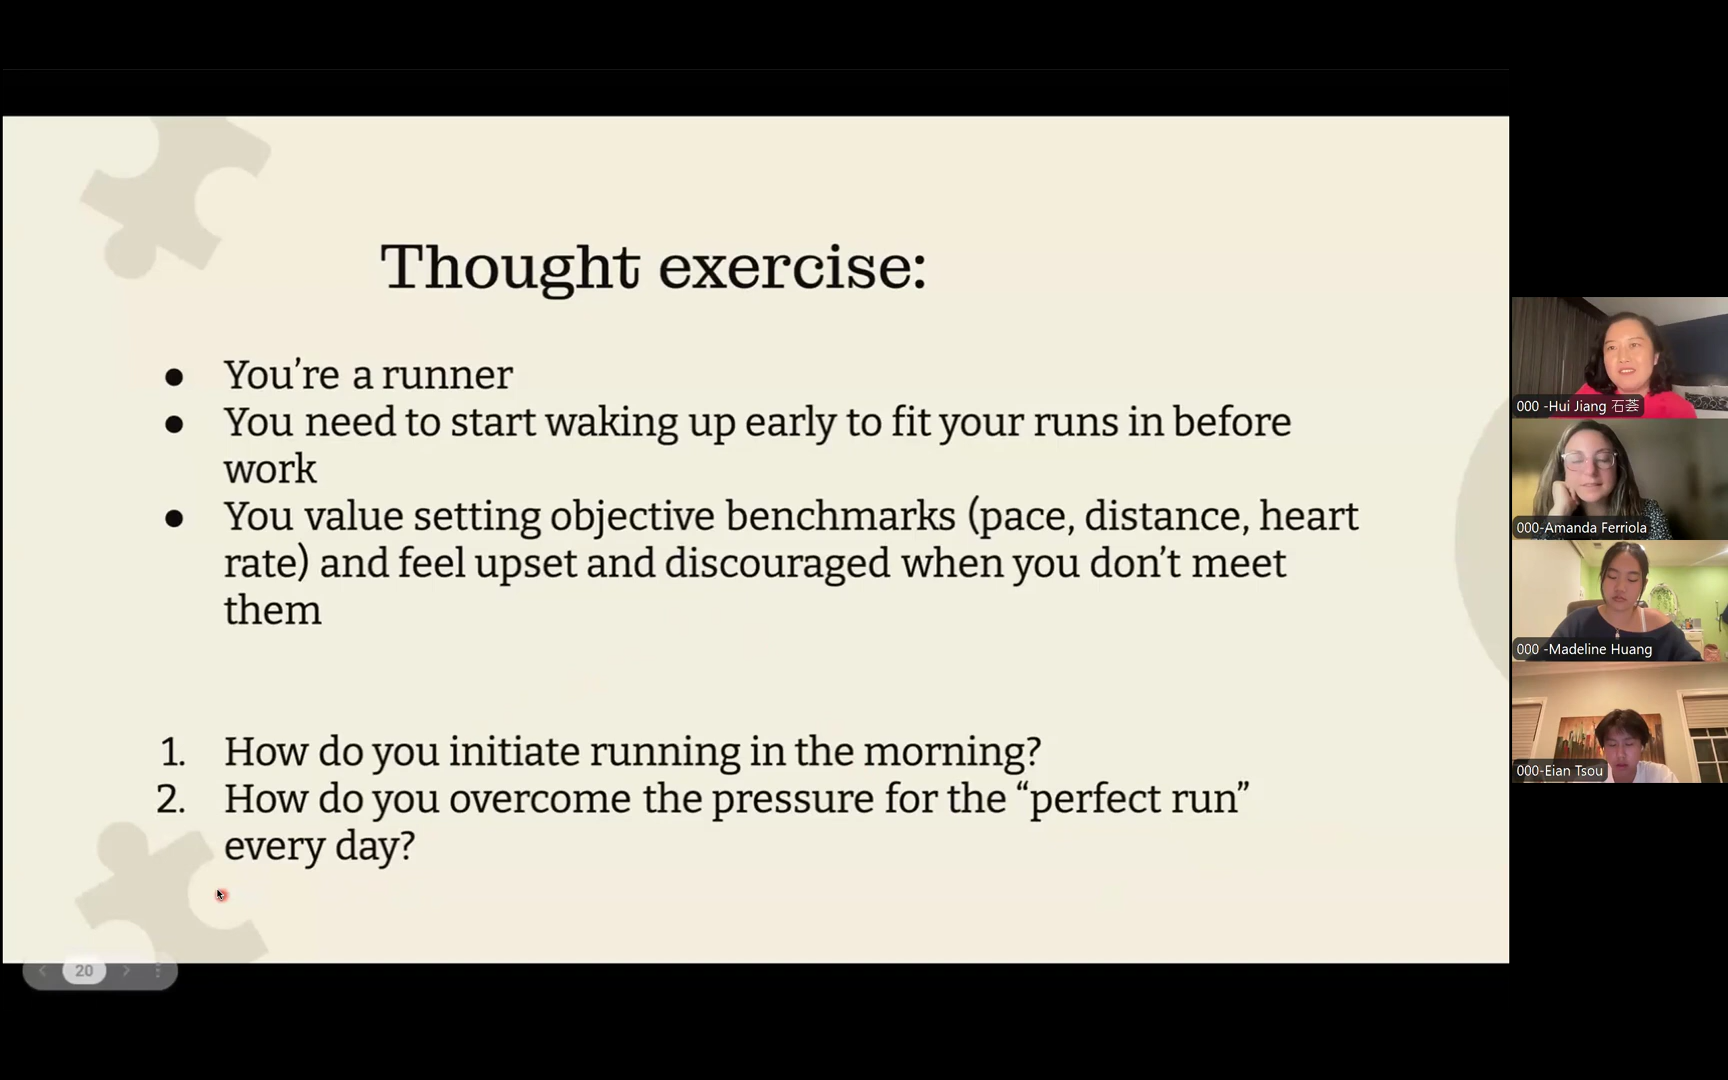 Thought exercise:
● You’re a runner
● You need to start waking up early to fit your runs in before
work
● You value setting objective benchmarks (pace, distance, heart
rate) and feel upset and discouraged when you don’t meet
them
1. How do you initiate running in the morning?
2. How do you overcome the pressure for the “perfect run”
every day?
20
000 -Hui Jiang 石荟
000-Amanda Ferriola
000 -Madeline Huang
000-Eian Tsou